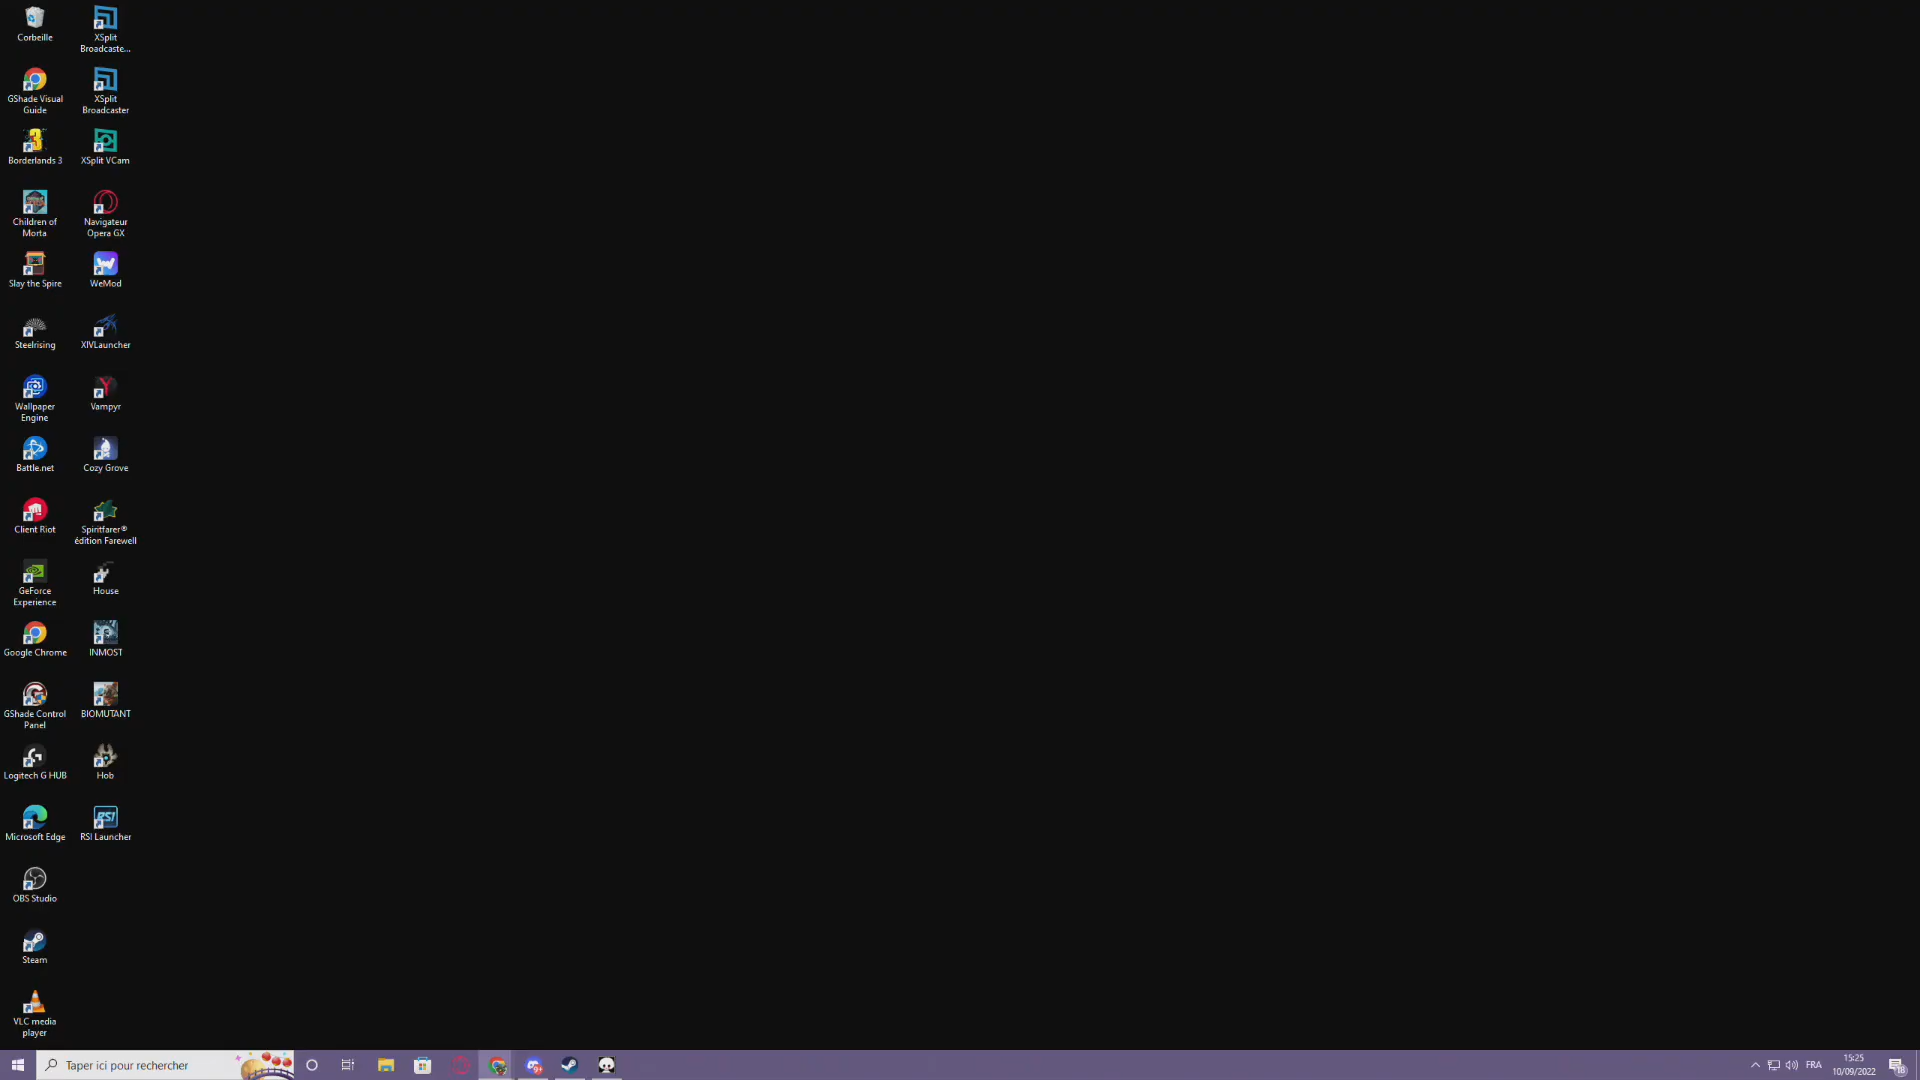 Corbeille
XSplit
Broadcaste...
GShade Visual
Guide
XSplit
Broadcaster
Borderlands 3
XSplit VCam
Children of
Morta
Navigateur
Opera GX
Slay the Spire
WeMod
Steelrising
XIVLauncher
Wallpaper
Engine
Vampyr
Battle.net
Cozy Grove
Client Riot
Spiritfarer®
édition Farewell
GeForce
Experience
House
Google Chrome
INMOST
GShade Control
Panel
BIOMUTANT
Logitech G HUB
Hob
Microsoft Edge
RSI
RSI Launcher
OBS Studio
Steam
VLC media
player
Taper ici pour rechercher
9+
FRA
15:25
10/09/2022